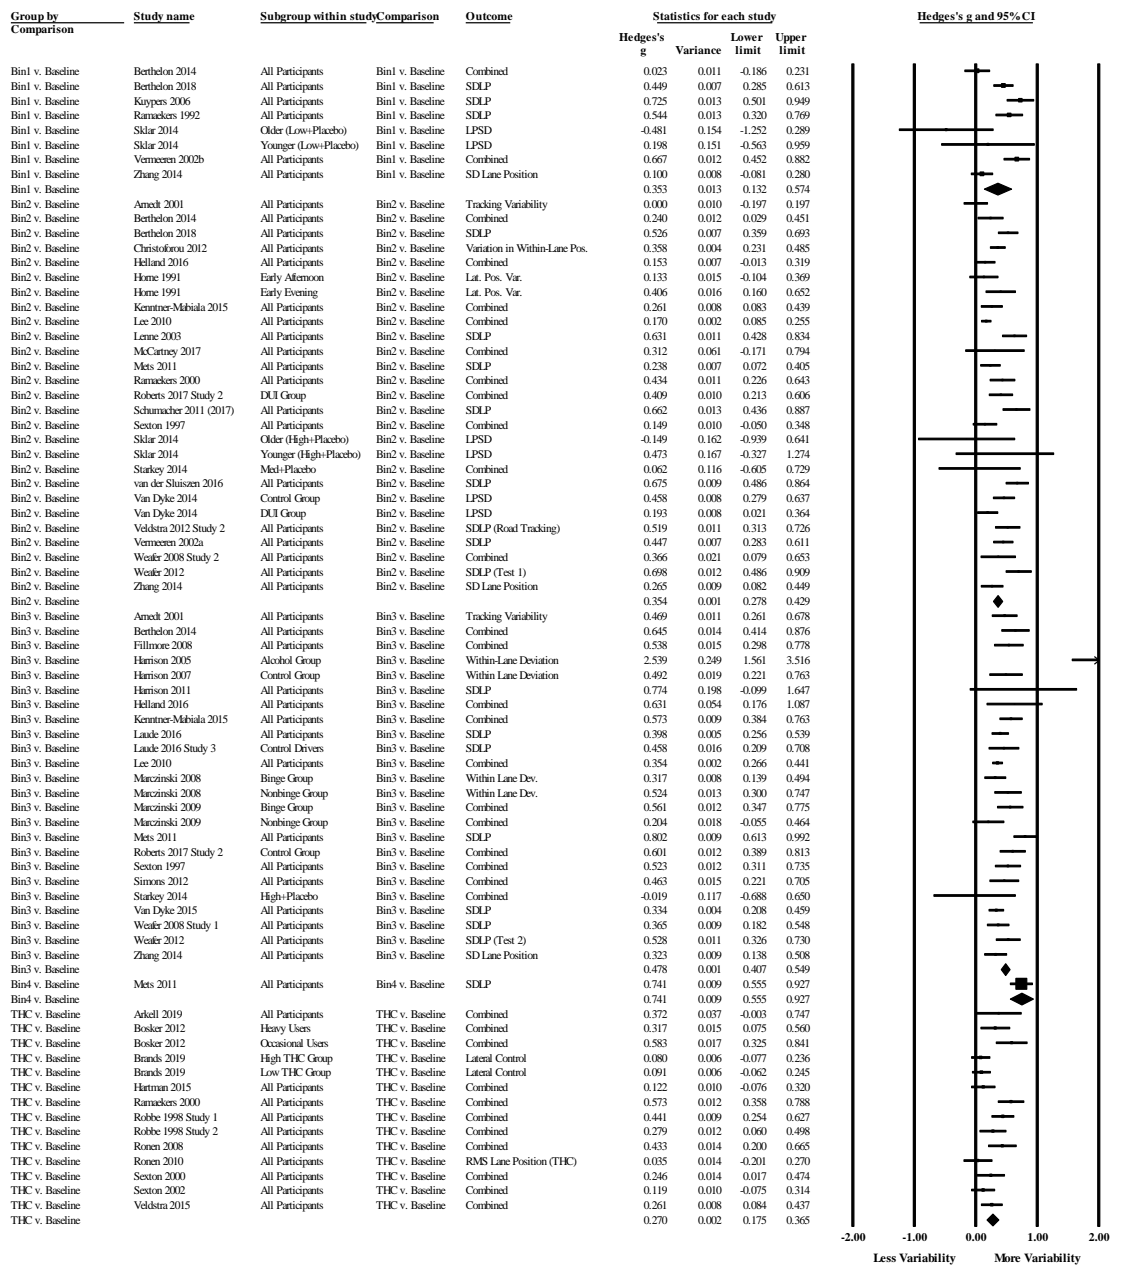 Group by Comparison Study name Subgroup within study Comparison Outcome Statistics for each study Hedges's g and 95% CI
Hedges's g Variance Lower limit Upper limit
Bin1 v. Baseline Berthelon 2014 All Participants Bin1 v. Baseline Combined 0.023 0.011 -0.186 0.231
Bin1 v. Baseline Berthelon 2018 All Participants Bin1 v. Baseline SDLP 0.449 0.007 0.285 0.613
Bin1 v. Baseline Kuypers 2006 All Participants Bin1 v. Baseline SDLP 0.725 0.013 0.501 0.949
Bin1 v. Baseline Ramaekers 1992 All Participants Bin1 v. Baseline SDLP 0.544 0.013 0.320 0.769
Bin1 v. Baseline Sklar 2014 Older (Low+Placebo) Bin1 v. Baseline LPSD -0.481 0.154 -1.252 0.289
Bin1 v. Baseline Sklar 2014 Younger (Low+Placebo) Bin1 v. Baseline LPSD 0.198 0.151 -0.563 0.959
Bin1 v. Baseline Vermeeren 2002b All Participants Bin1 v. Baseline Combined 0.667 0.012 0.452 0.882
Bin1 v. Baseline Zhang 2014 All Participants Bin1 v. Baseline SD Lane Position 0.100 0.008 -0.081 0.280
Bin1 v. Baseline 0.353 0.013 0.132 0.574
Bin2 v. Baseline Arnedt 2001 All Participants Bin2 v. Baseline Tracking Variability 0.000 0.010 -0.197 0.197
Bin2 v. Baseline Berthelon 2014 All Participants Bin2 v. Baseline Combined 0.240 0.012 0.029 0.451
Bin2 v. Baseline Berthelon 2018 All Participants Bin2 v. Baseline SDLP 0.526 0.007 0.359 0.693
Bin2 v. Baseline Christoforou 2012 All Participants Bin2 v. Baseline Variation in Within-Lane Pos. 0.358 0.004 0.231 0.485
Bin2 v. Baseline Helland 2016 All Participants Bin2 v. Baseline Combined 0.153 0.007 -0.013 0.319
Bin2 v. Baseline Horne 1991 Early Afternoon Bin2 v. Baseline Lat. Pos. Var. 0.133 0.015 -0.104 0.369
Bin2 v. Baseline Horne 1991 Early Evening Bin2 v. Baseline Lat. Pos. Var. 0.406 0.016 0.160 0.652
Bin2 v. Baseline Kenntner-Mabiala 2015 All Participants Bin2 v. Baseline Combined 0.261 0.008 0.083 0.439
Bin2 v. Baseline Lee 2010 All Participants Bin2 v. Baseline Combined 0.170 0.002 0.085 0.255
Bin2 v. Baseline Lenne 2003 All Participants Bin2 v. Baseline SDLP 0.631 0.011 0.428 0.834
Bin2 v. Baseline McCartney 2017 All Participants Bin2 v. Baseline Combined 0.312 0.061 -0.171 0.794
Bin2 v. Baseline Mets 2011 All Participants Bin2 v. Baseline SDLP 0.238 0.007 0.072 0.405
Bin2 v. Baseline Ramaekers 2000 All Participants Bin2 v. Baseline Combined 0.434 0.011 0.226 0.643
Bin2 v. Baseline Roberts 2017 Study 2 DUI Group Bin2 v. Baseline Combined 0.409 0.010 0.213 0.606
Bin2 v. Baseline Schumacher 2011 (2017) All Participants Bin2 v. Baseline SDLP 0.662 0.013 0.436 0.887
Bin2 v. Baseline Sexton 1997 All Participants Bin2 v. Baseline Combined 0.149 0.010 -0.050 0.348
Bin2 v. Baseline Sklar 2014 Older (High+Placebo) Bin2 v. Baseline LPSD -0.149 0.162 -0.939 0.641
Bin2 v. Baseline Sklar 2014 Younger (High+Placebo) Bin2 v. Baseline LPSD 0.473 0.167 -0.327 1.274
Bin2 v. Baseline Starkey 2014 Med+Placebo Bin2 v. Baseline Combined 0.062 0.116 -0.605 0.729
Bin2 v. Baseline van der Sluiszen 2016 All Participants Bin2 v. Baseline SDLP 0.675 0.009 0.486 0.864
Bin2 v. Baseline Van Dyke 2014 Control Group Bin2 v. Baseline LPSD 0.458 0.008 0.279 0.637
Bin2 v. Baseline Van Dyke 2014 DUI Group Bin2 v. Baseline LPSD 0.193 0.008 0.021 0.364
Bin2 v. Baseline Veldstra 2012 Study 2 All Participants Bin2 v. Baseline SDLP (Road Tracking) 0.519 0.011 0.313 0.726
Bin2 v. Baseline Vermeeren 2002a All Participants Bin2 v. Baseline SDLP 0.447 0.007 0.283 0.611
Bin2 v. Baseline Weafer 2008 Study 2 All Participants Bin2 v. Baseline Combined 0.366 0.021 0.079 0.653
Bin2 v. Baseline Weafer 2012 All Participants Bin2 v. Baseline SDLP (Test 1) 0.698 0.012 0.486 0.909
Bin2 v. Baseline Zhang 2014 All Participants Bin2 v. Baseline SD Lane Position 0.265 0.009 0.082 0.449
Bin2 v. Baseline 0.354 0.001 0.278 0.429
Bin3 v. Baseline Arnedt 2001 All Participants Bin3 v. Baseline Tracking Variability 0.469 0.011 0.261 0.678
Bin3 v. Baseline Berthelon 2014 All Participants Bin3 v. Baseline Combined 0.645 0.014 0.414 0.876
Bin3 v. Baseline Fillmore 2008 All Participants Bin3 v. Baseline Combined 0.538 0.015 0.298 0.778
Bin3 v. Baseline Harrison 2005 Alcohol Group Bin3 v. Baseline Within-Lane Deviation 2.539 0.249 1.561 3.516
Bin3 v. Baseline Harrison 2007 Control Group Bin3 v. Baseline Within Lane Deviation 0.492 0.019 0.221 0.763
Bin3 v. Baseline Harrison 2011 All Participants Bin3 v. Baseline SDLP 0.774 0.198 -0.099 1.647
Bin3 v. Baseline Helland 2016 All Participants Bin3 v. Baseline Combined 0.631 0.054 0.176 1.087
Bin3 v. Baseline Kenntner-Mabiala 2015 All Participants Bin3 v. Baseline Combined 0.573 0.009 0.384 0.763
Bin3 v. Baseline Laude 2016 All Participants Bin3 v. Baseline SDLP 0.398 0.005 0.256 0.539
Bin3 v. Baseline Laude 2016 Study 3 Control Drivers Bin3 v. Baseline SDLP 0.458 0.016 0.209 0.708
Bin3 v. Baseline Lee 2010 All Participants Bin3 v. Baseline Combined 0.354 0.002 0.266 0.441
Bin3 v. Baseline Marczinski 2008 Binge Group Bin3 v. Baseline Within Lane Dev. 0.317 0.008 0.139 0.494
Bin3 v. Baseline Marczinski 2008 Nonbinge Group Bin3 v. Baseline Within Lane Dev. 0.524 0.013 0.300 0.747
Bin3 v. Baseline Marczinski 2009 Binge Group Bin3 v. Baseline Combined 0.561 0.012 0.347 0.775
Bin3 v. Baseline Marczinski 2009 Nonbinge Group Bin3 v. Baseline Combined 0.204 0.018 -0.055 0.464
Bin3 v. Baseline Mets 2011 All Participants Bin3 v. Baseline SDLP 0.802 0.009 0.613 0.992
Bin3 v. Baseline Roberts 2017 Study 2 Control Group Bin3 v. Baseline Combined 0.601 0.012 0.389 0.813
Bin3 v. Baseline Sexton 1997 All Participants Bin3 v. Baseline Combined 0.523 0.012 0.311 0.735
Bin3 v. Baseline Simons 2012 All Participants Bin3 v. Baseline Combined 0.463 0.015 0.221 0.705
Bin3 v. Baseline Starkey 2014 High+Placebo Bin3 v. Baseline Combined -0.019 0.117 -0.688 0.650
Bin3 v. Baseline Van Dyke 2015 All Participants Bin3 v. Baseline SDLP 0.334 0.004 0.208 0.459
Bin3 v. Baseline Weafer 2008 Study 1 All Participants Bin3 v. Baseline SDLP 0.365 0.009 0.182 0.548
Bin3 v. Baseline Weafer 2012 All Participants Bin3 v. Baseline SDLP (Test 2) 0.528 0.011 0.326 0.730
Bin3 v. Baseline Zhang 2014 All Participants Bin3 v. Baseline SD Lane Position 0.323 0.009 0.138 0.508
Bin3 v. Baseline 0.478 0.001 0.407 0.549
Bin4 v. Baseline Mets 2011 All Participants Bin4 v. Baseline SDLP 0.741 0.009 0.555 0.927
Bin4 v. Baseline 0.741 0.009 0.555 0.927
THC v. Baseline Arkell 2019 All Participants THC v. Baseline Combined 0.372 0.037 -0.003 0.747
THC v. Baseline Bosker 2012 Heavy Users THC v. Baseline Combined 0.317 0.015 0.075 0.560
THC v. Baseline Bosker 2012 Occasional Users THC v. Baseline Combined 0.583 0.017 0.325 0.841
THC v. Baseline Brands 2019 High THC Group THC v. Baseline Lateral Control 0.080 0.006 -0.077 0.236
THC v. Baseline Brands 2019 Low THC Group THC v. Baseline Lateral Control 0.091 0.006 -0.062 0.245
THC v. Baseline Hartman 2015 All Participants THC v. Baseline Combined 0.122 0.010 -0.076 0.320
THC v. Baseline Ramaekers 2000 All Participants THC v. Baseline Combined 0.573 0.012 0.358 0.788
THC v. Baseline Robbe 1998 Study 1 All Participants THC v. Baseline Combined 0.441 0.009 0.254 0.627
THC v. Baseline Robbe 1998 Study 2 All Participants THC v. Baseline Combined 0.279 0.012 0.060 0.498
THC v. Baseline Ronen 2008 All Participants THC v. Baseline Combined 0.433 0.014 0.200 0.665
THC v. Baseline Ronen 2010 All Participants THC v. Baseline RMS Lane Position (THC) 0.035 0.014 -0.201 0.270
THC v. Baseline Sexton 2000 All Participants THC v. Baseline Combined 0.246 0.014 0.017 0.474
THC v. Baseline Sexton 2002 All Participants THC v. Baseline Combined 0.119 0.010 -0.075 0.314
THC v. Baseline Veldstra 2015 All Participants THC v. Baseline Combined 0.261 0.008 0.084 0.437
THC v. Baseline 0.270 0.002 0.175 0.365
-2.00 -1.00 0.00 1.00 2.00
Less Variability More Variability